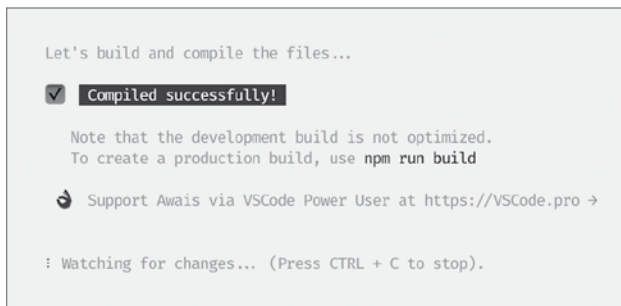 Let's build and compile the files...
Compiled successfully!
Note that the development build is not optimized.
To create a production build, use npm run build
Support Awais via VSCode Power User at https://VSCode.pro →
Watching for changes... (Press CTRL + C to stop).